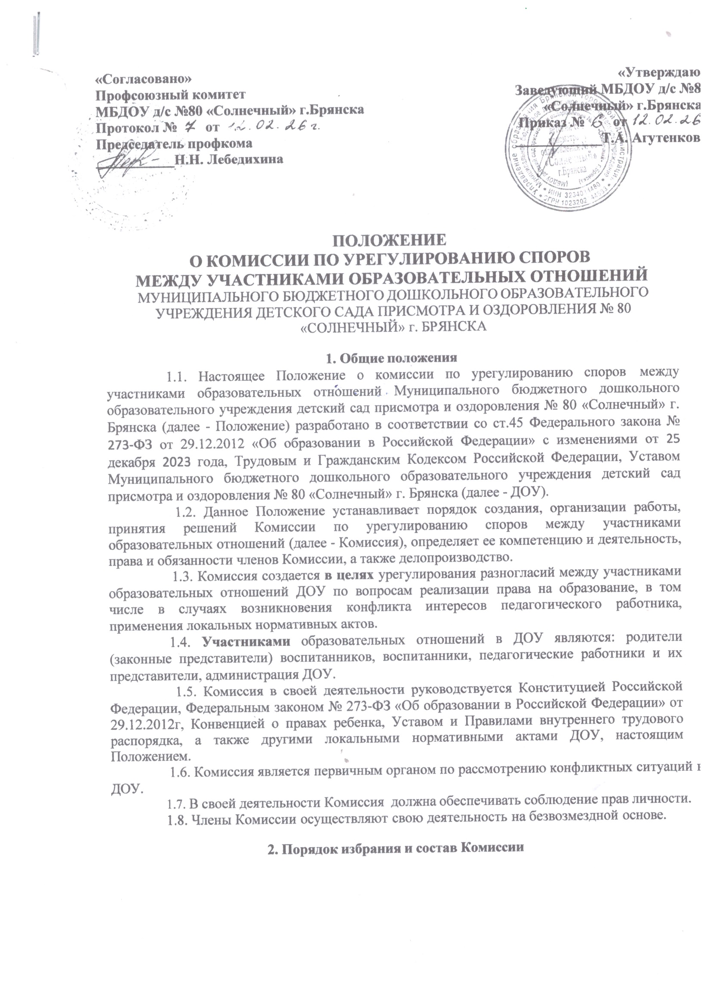 «Согласовано»
Профсоюзный комитет
МБДОУ д/с №80 «Солнечный» г.Брянска
Протокол № 7 от 12.02.26г.
Председатель профкома
Н.Н. Лебедихина
«Утверждаю
Заведующий МБДОУ д/с №8
«Солнечный» г.Брянска
Приказ № 6 от 12.02.26
Т.А. Агутенков
«Солнечный»
г.Брянска
ПОЛОЖЕНИЕ
О КОМИССИИ ПО УРЕГУЛИРОВАНИЮ СПОРОВ
МЕЖДУ УЧАСТНИКАМИ ОБРАЗОВАТЕЛЬНЫХ ОТНОШЕНИЙ
МУНИЦИПАЛЬНОГО БЮДЖЕТНОГО ДОШКОЛЬНОГО ОБРАЗОВАТЕЛЬНОГО
УЧРЕЖДЕНИЯ ДЕТСКОГО САДА ПРИСМОТРА И ОЗДОРОВЛЕНИЯ № 80
«СОЛНЕЧНЫЙ» г. БРЯНСКА
1. Общие положения
1.1. Настоящее Положение о комиссии по урегулированию споров между
участниками образовательных отношений Муниципального бюджетного дошкольного
образовательного учреждения детский сад присмотра и оздоровления № 80 «Солнечный» г.
Брянска (далее - Положение) разработано в соответствии со ст.45 Федерального закона №
273-ФЗ от 29.12.2012 «Об образовании в Российской Федерации» с изменениями от 25
декабря 2023 года, Трудовым и Гражданским Кодексом Российской Федерации, Уставом
Муниципального бюджетного дошкольного образовательного учреждения детский сад
присмотра и оздоровления № 80 «Солнечный» г. Брянска (далее - ДОУ).
1.2. Данное Положение устанавливает порядок создания, организации работы,
принятия решений Комиссии по урегулированию споров между участниками
образовательных отношений (далее - Комиссия), определяет ее компетенцию и деятельность,
права и обязанности членов Комиссии, а также делопроизводство.
1.3. Комиссия создается в целях урегулирования разногласий между участниками
образовательных отношений ДОУ по вопросам реализации права на образование, в том
числе в случаях возникновения конфликта интересов педагогического работника,
применения локальных нормативных актов.
1.4. Участниками образовательных отношений в ДОУ являются: родители
(законные представители) воспитанников, воспитанники, педагогические работники и их
представители, администрация ДОУ.
1.5. Комиссия в своей деятельности руководствуется Конституцией Российской
Федерации, Федеральным законом № 273-ФЗ «Об образовании в Российской Федерации» от
29.12.2012г, Конвенцией о правах ребенка, Уставом и Правилами внутреннего трудового
распорядка, а также другими локальными нормативными актами ДОУ, настоящим
Положением.
1.6. Комиссия является первичным органом по рассмотрению конфликтных ситуаций
ДОУ.
1.7. В своей деятельности Комиссия должна обеспечивать соблюдение прав личности.
1.8. Члены Комиссии осуществляют свою деятельность на безвозмездной основе.
2. Порядок избрания и состав Комиссии